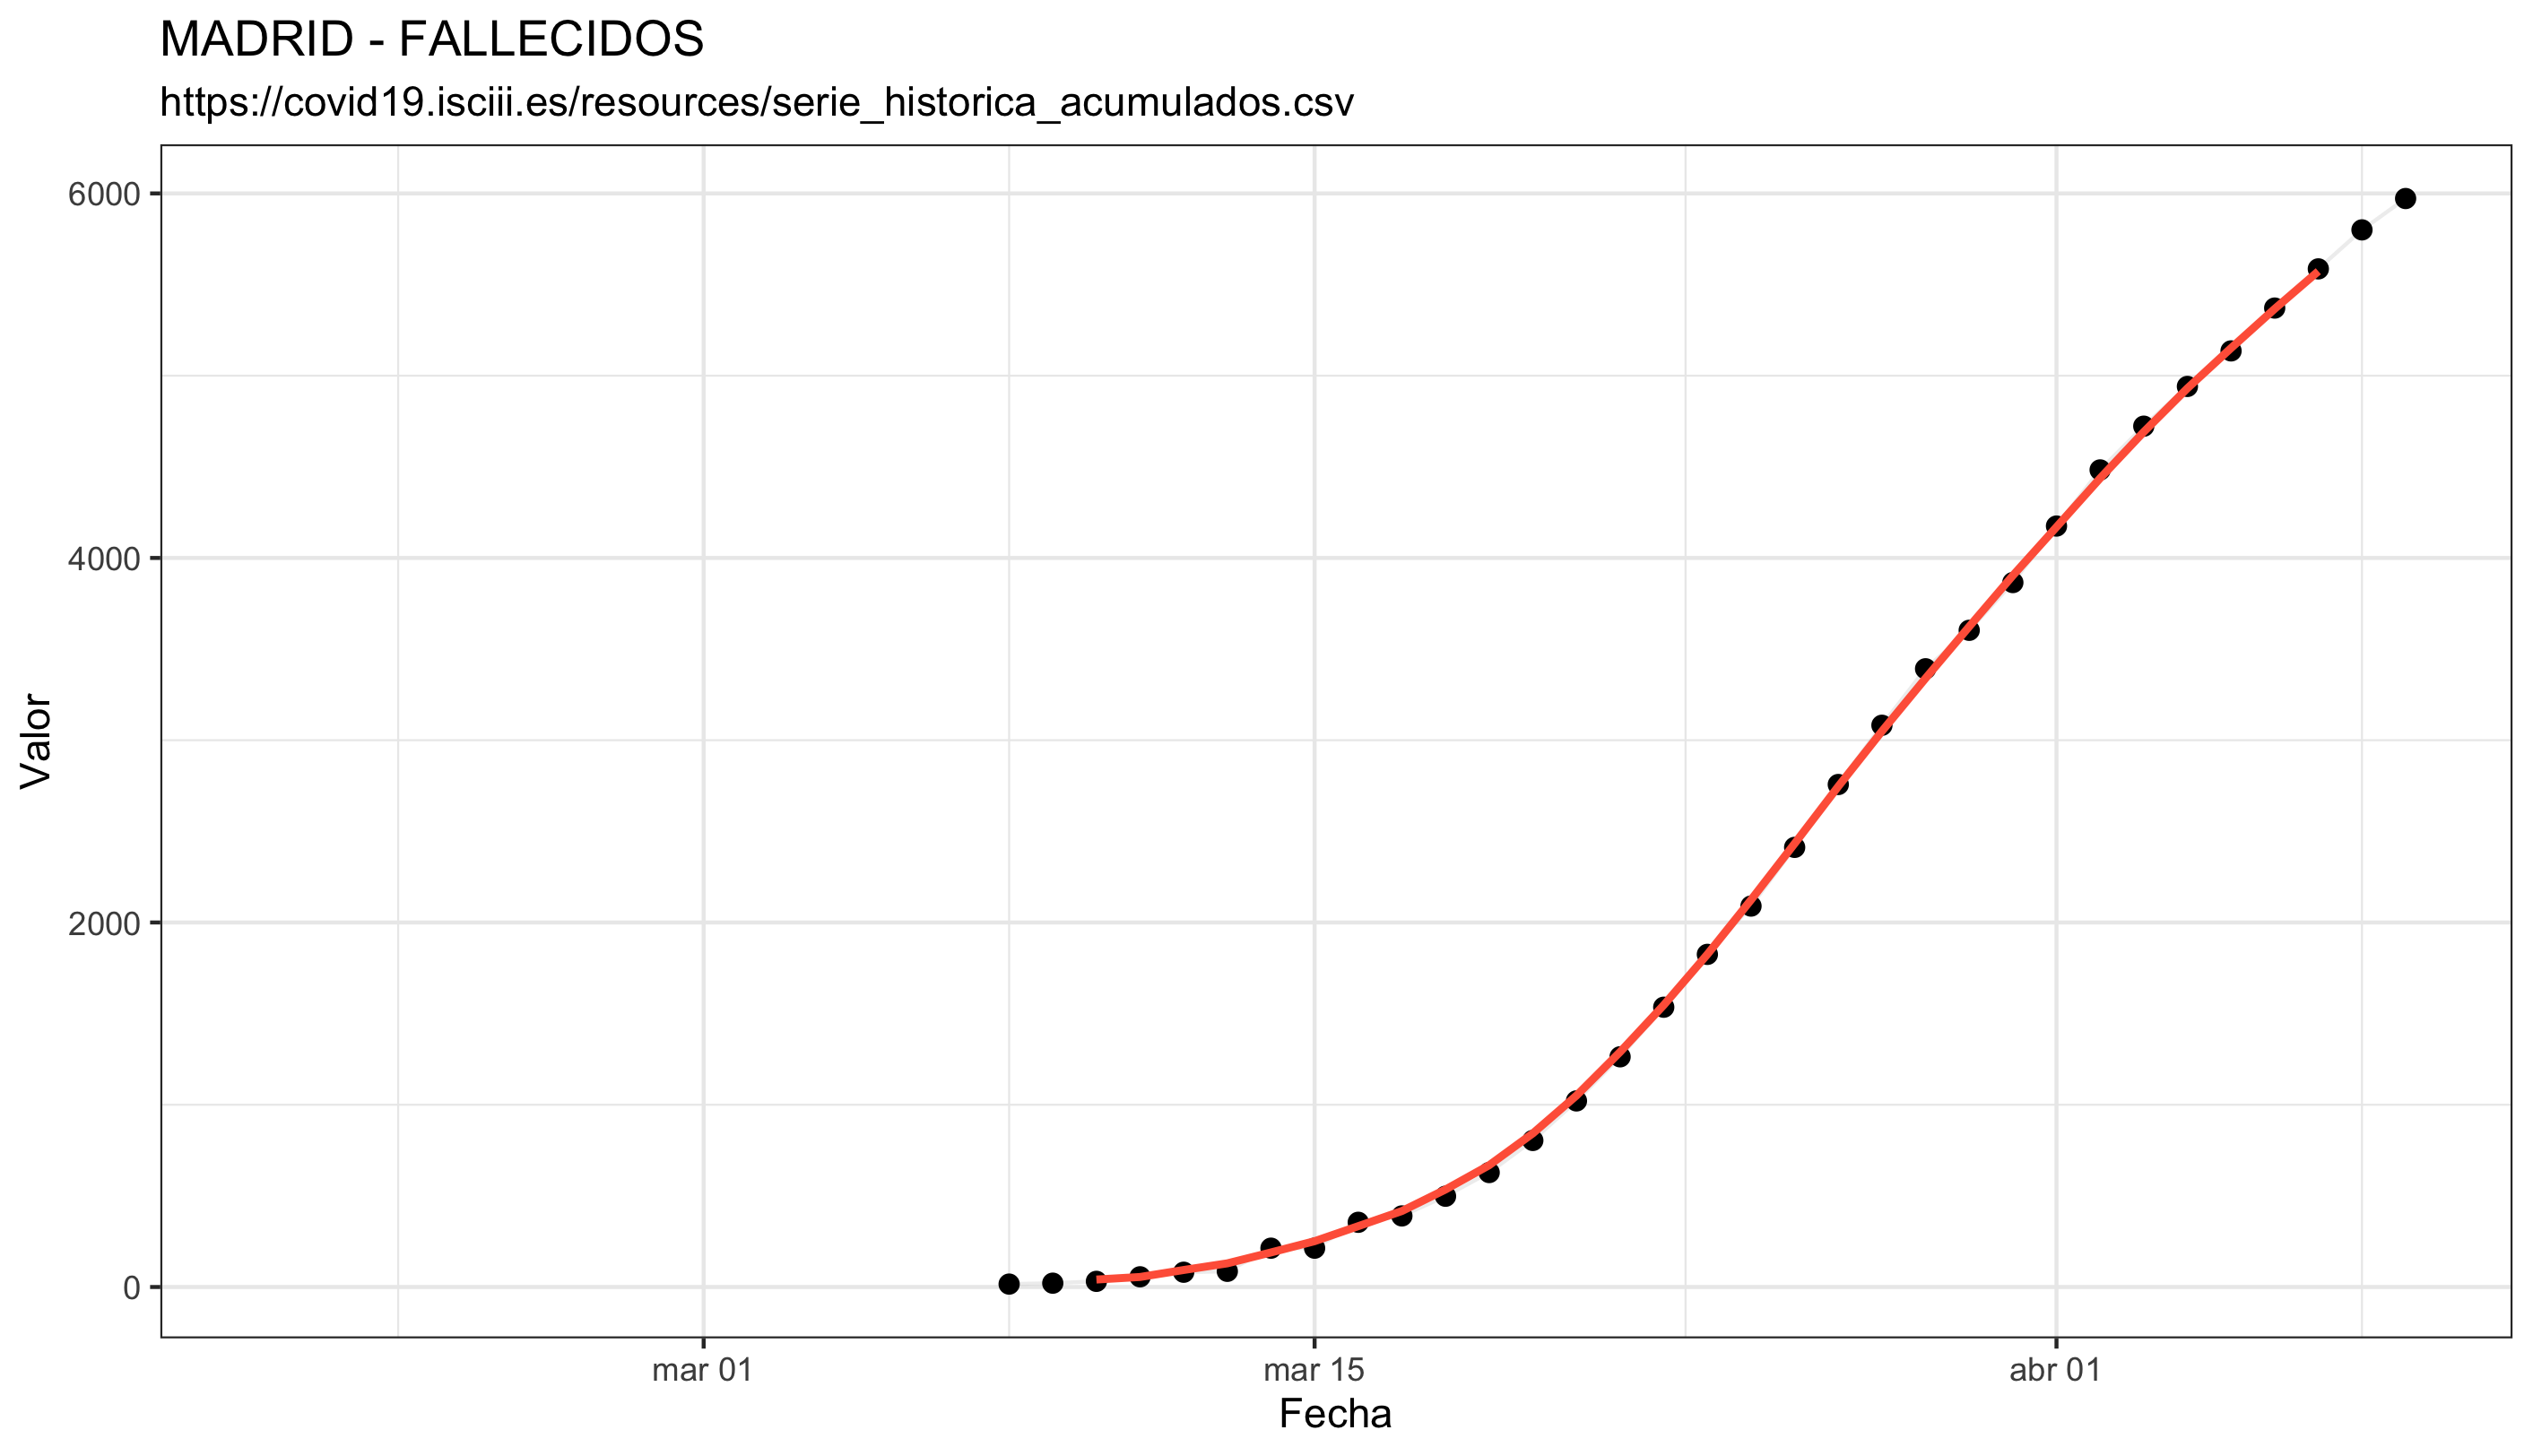 MADRID - FALLECIDOS
https://covid19.isciii.es/resources/serie_historica_acumulados.csv
6000
4000
2000
0
Valor
mar 01
mar 15
abr 01
Fecha